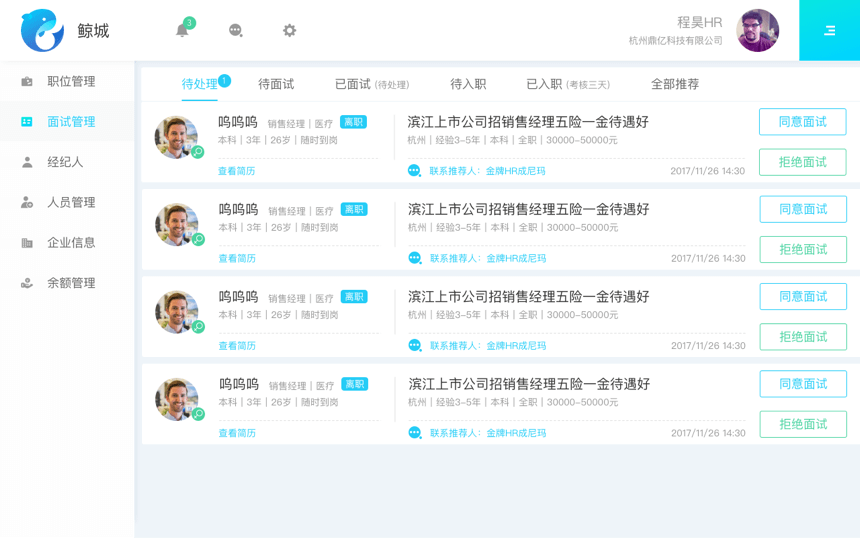 鲸城
3
程昊HR
杭州鼎亿科技有限公司
职位管理
面试管理
经纪人
人员管理
企业信息
余额管理
待处理 1 待面试 已面试 (待处理) 待入职 已入职 (考核三天) 全部推荐
呜呜呜 销售经理 | 医疗 离职
本科 | 3年 | 26岁 | 随时到岗
查看简历
滨江上市公司招销售经理五险一金待遇好
杭州 | 经验3-5年 | 本科 | 全职 | 30000-50000元
联系推荐人：金牌HR成尼玛 2017/11/26 14:30
同意面试
拒绝面试
呜呜呜 销售经理 | 医疗 离职
本科 | 3年 | 26岁 | 随时到岗
查看简历
滨江上市公司招销售经理五险一金待遇好
杭州 | 经验3-5年 | 本科 | 全职 | 30000-50000元
联系推荐人：金牌HR成尼玛 2017/11/26 14:30
同意面试
拒绝面试
呜呜呜 销售经理 | 医疗 离职
本科 | 3年 | 26岁 | 随时到岗
查看简历
滨江上市公司招销售经理五险一金待遇好
杭州 | 经验3-5年 | 本科 | 全职 | 30000-50000元
联系推荐人：金牌HR成尼玛 2017/11/26 14:30
同意面试
拒绝面试
呜呜呜 销售经理 | 医疗 离职
本科 | 3年 | 26岁 | 随时到岗
查看简历
滨江上市公司招销售经理五险一金待遇好
杭州 | 经验3-5年 | 本科 | 全职 | 30000-50000元
联系推荐人：金牌HR成尼玛 2017/11/26 14:30
同意面试
拒绝面试